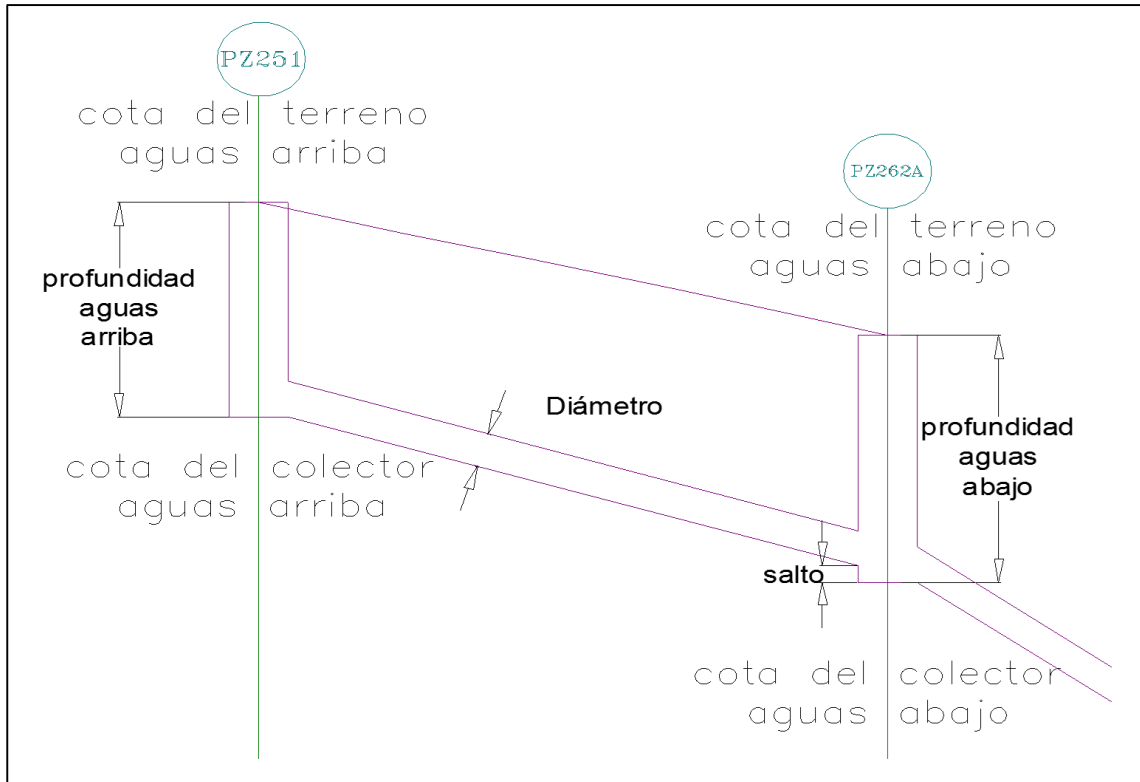 PZ251
cota del terreno
aguas arriba
PZ262A
cota del terreno
aguas abajo
profundidad
aguas
arriba
Diámetro
profundidad
aguas
abajo
cota del colector
aguas arriba
salto
cota del colector
aguas abajo